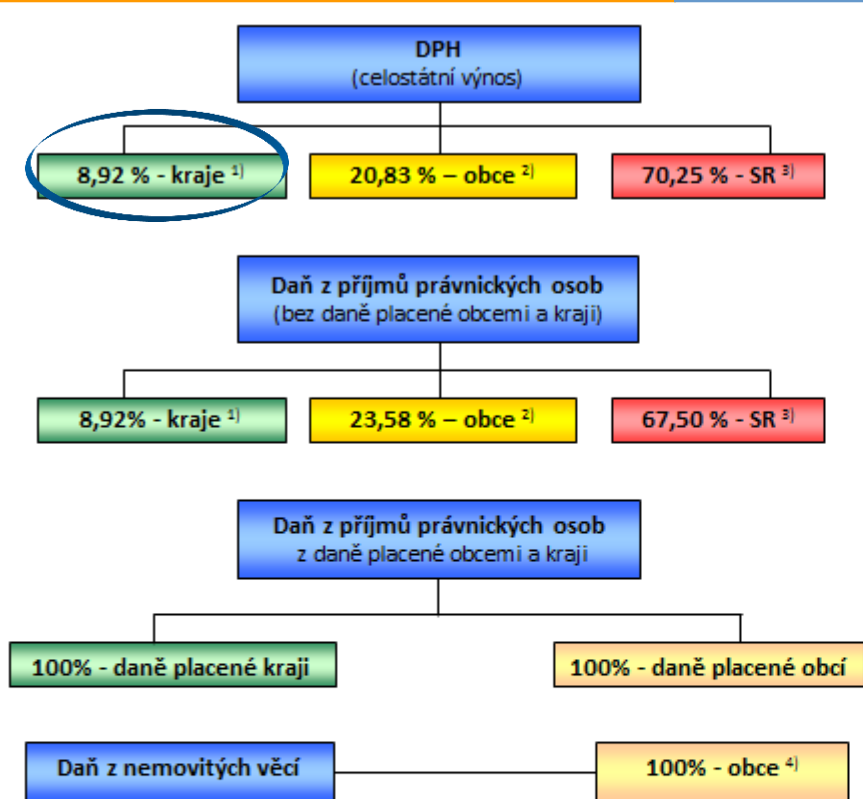 DPH
(celostátní výnos)
8,92 % - kraje ¹⁾
20,83 % – obce ²⁾
70,25 % - SR ³⁾
Daň z příjmů právnických osob
(bez daně placené obcemi a kraji)
8,92% - kraje ¹⁾
23,58 % – obce ²⁾
67,50 % - SR ³⁾
Daň z příjmů právnických osob
z daně placené obcemi a kraji
100% - daně placené kraji
100% - daně placené obcí
Daň z nemovitých věcí
100% - obce ⁴⁾